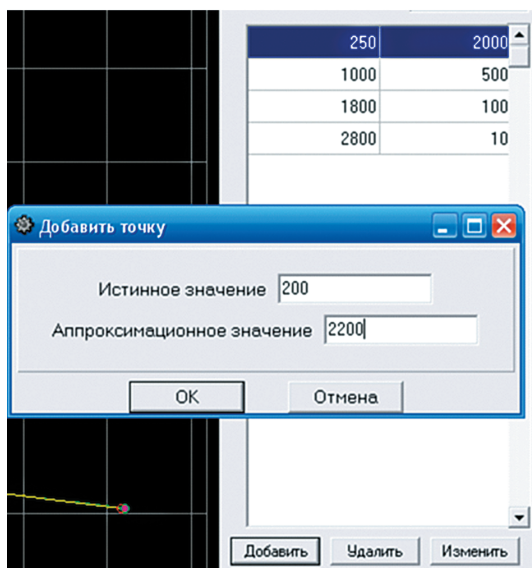 250 2000
1000 500
1800 100
2800 10
Добавить точку
Истинное значение 200
Аппроксимационное значение 2200
OK Отмена
Добавить Удалить Изменить